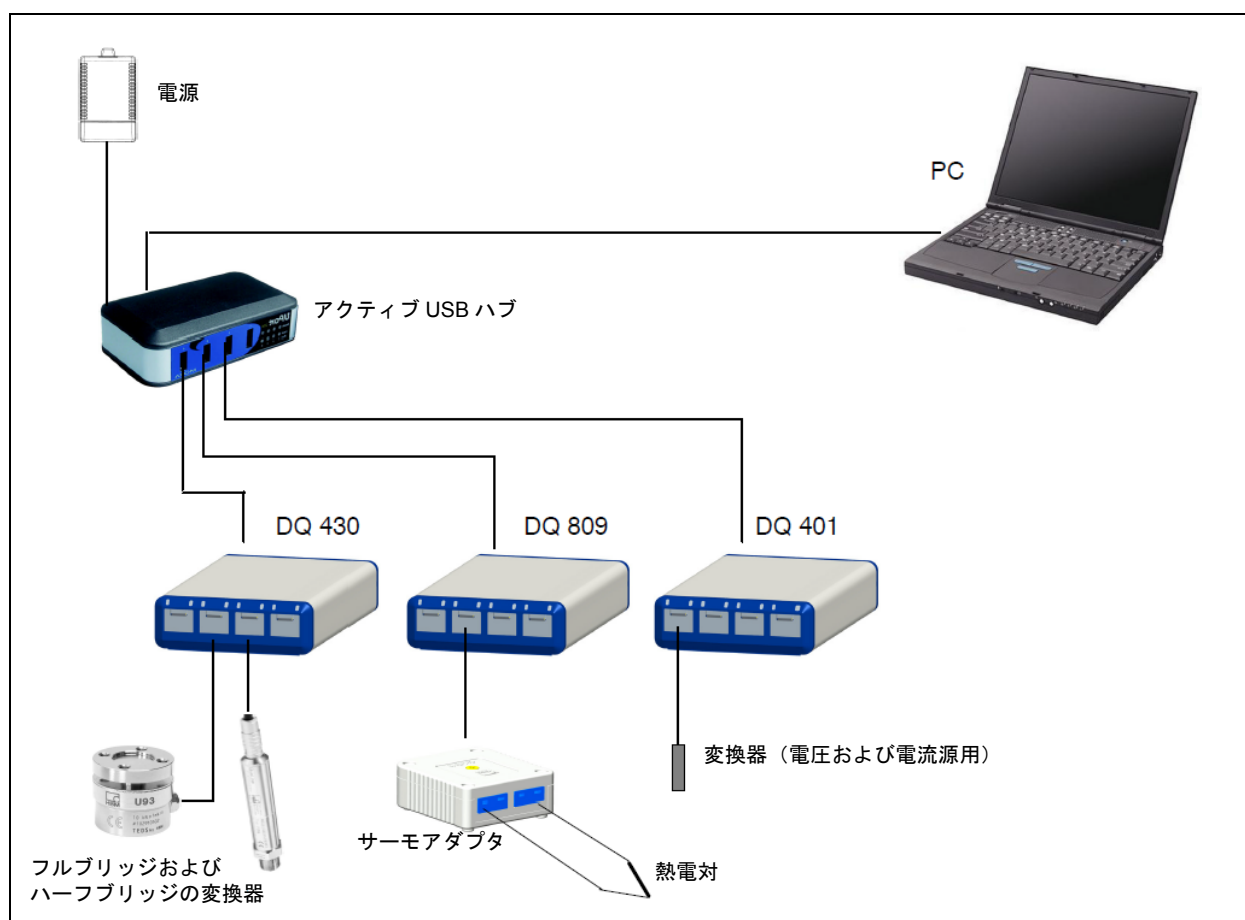 電源
PC
アクティブ USB ハブ
DQ 430
DQ 809
DQ 401
U93
変換器(電圧および電流源用)
サーモアダプタ
熱電対
フルブリッジおよび
ハーフブリッジの変換器